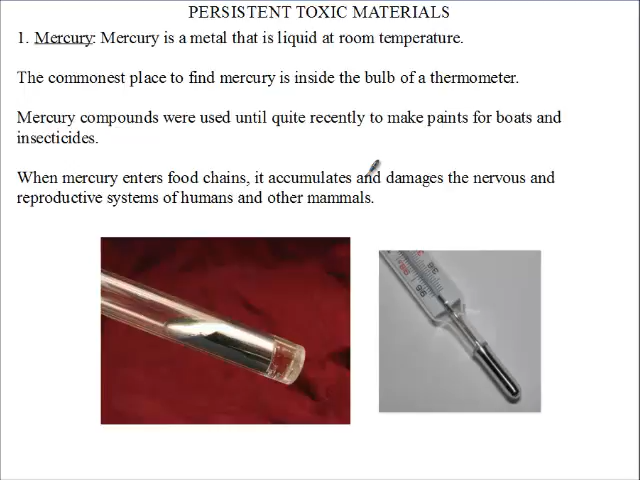 PERSISTENT TOXIC MATERIALS
1. Mercury: Mercury is a metal that is liquid at room temperature.
The commonest place to find mercury is inside the bulb of a thermometer.
Mercury compounds were used until quite recently to make paints for boats and
insecticides.
When mercury enters food chains, it accumulates and damages the nervous and
reproductive systems of humans and other mammals.